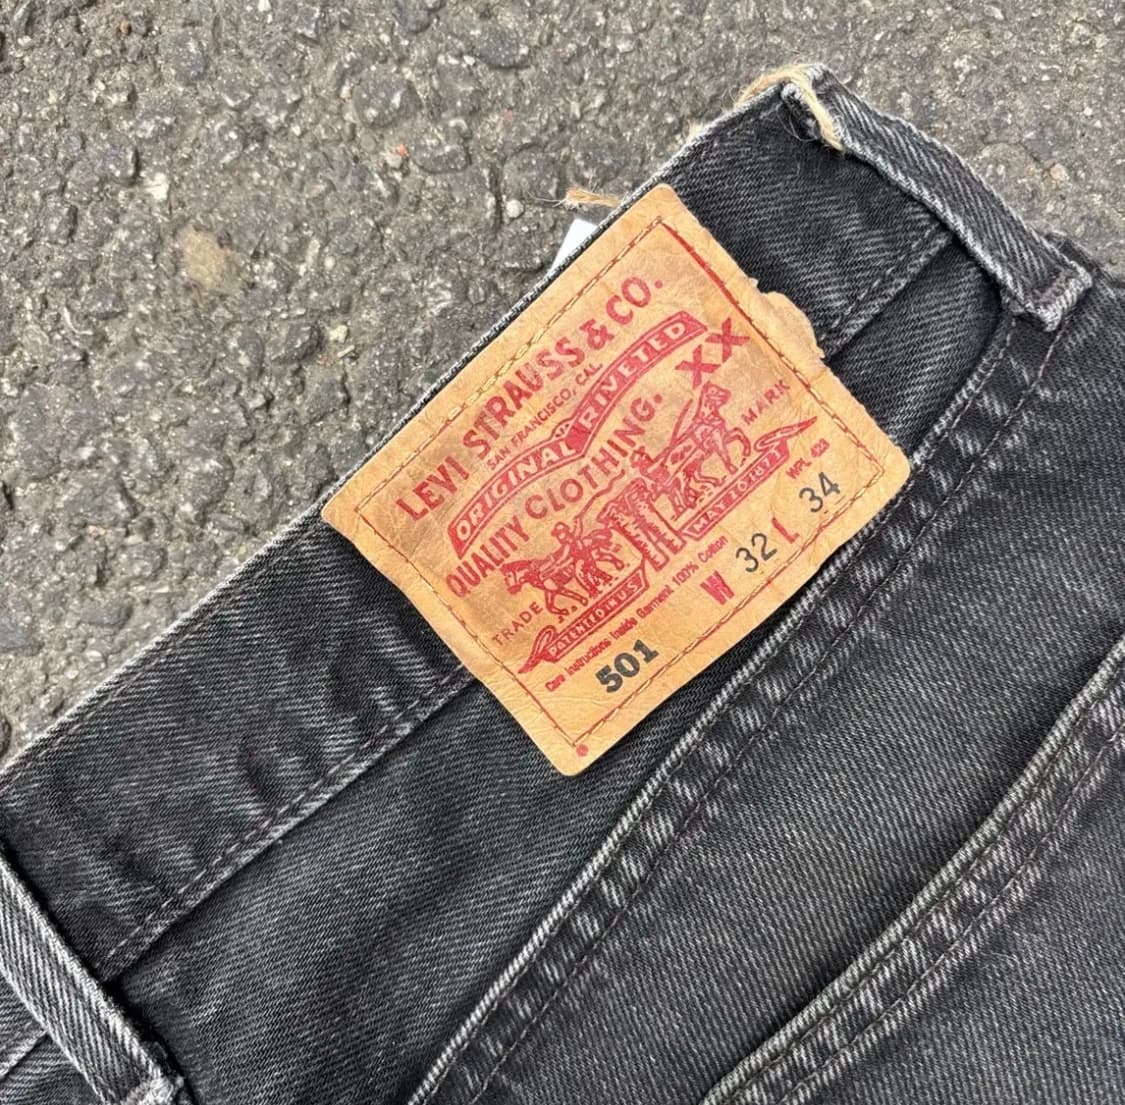 LEVI STRAUSS & CO.
SAN FRANCISCO, CAL
ORIGINAL RIVETED
QUALITY CLOTHING.
XX
TRADE MARK
PATENTED IN U.S. MAY 20 1873
Care Instructions Inside Garment 100% Cotton
WPL 423
501 W 32 L 34